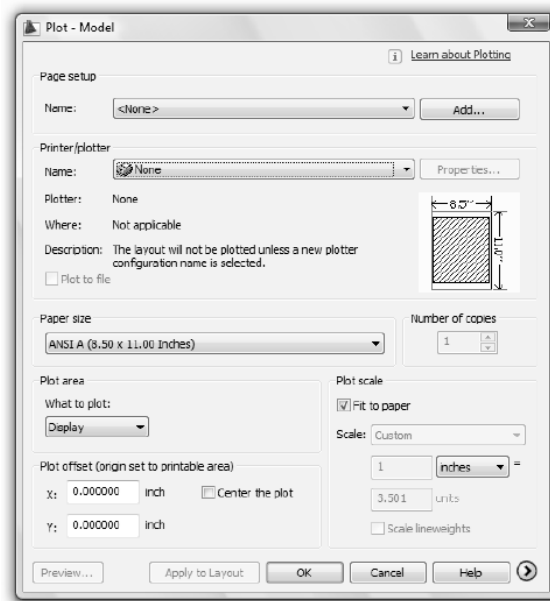 Plot - Model
Learn about Plotting
Page setup
Name: <None> Add...
Printer/plotter
Name: None Properties...
Plotter: None
Where: Not applicable
Description: The layout will not be plotted unless a new plotter
configuration name is selected.
Plot to file
8.5''
11.0''
Paper size
ANSI A (8.50 x 11.00 Inches)
Number of copies
1
Plot area
What to plot:
Display
Plot scale
Fit to paper
Scale: Custom
1 inches =
3.501 units
Scale lineweights
Plot offset (origin set to printable area)
X: 0.000000 inch Center the plot
Y: 0.000000 inch
Preview... Apply to Layout OK Cancel Help